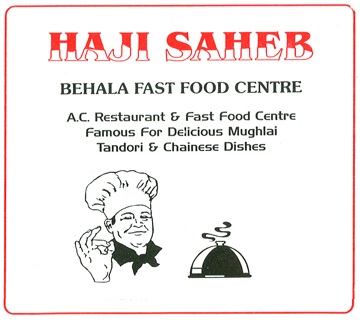 HAJI SAHEB
BEHALA FAST FOOD CENTRE
A.C. Restaurant & Fast Food Centre
Famous For Delicious Mughlai
Tandori & Chainese Dishes